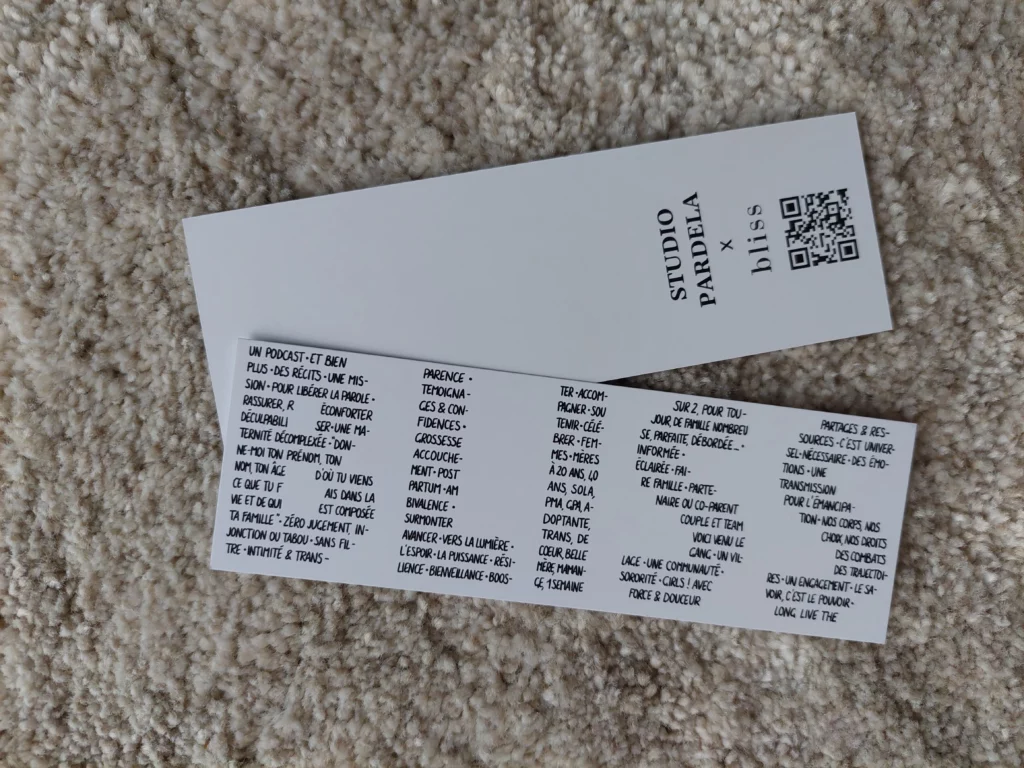 STUDIO
PARDELA
x
bliss
UN PODCAST • ET BIEN
PLUS • DES RÉCITS • UNE MIS-
SION • POUR LIBÉRER LA PAROLE •
RASSURER, R ÉCONFORTER
DÉCULPABILI SER • UNE MA-
TERNITÉ DÉCOMPLEXÉE • "DON-
NE-MOI TON PRÉNOM, TON
NOM, TON ÂGE D'OÙ TU VIENS
CE QUE TU F AIS DANS LA
VIE ET DE QUI EST COMPOSÉE
TA FAMILLE" • ZÉRO JUGEMENT IN-
JONCTION OU TABOU • SANS FIL-
TRE • INTIMITÉ & TRANS-
PARENCE •
TEMOIGNA-
GES & CON-
FIDENCES •
GROSSESSE
ACCOUCHE-
MENT • POST
PARTUM • AM
BIVALENCE •
SURMONTER
AVANCER • VERS LA LUMIÈRE •
L'ESPOIR • LA PUISSANCE • RÉSI-
LIENCE • BIENVEILLANCE • BOOS-
TER • ACCOM-
PAGNER • SOU
TENIR • CÉLÉ-
BRER • FEM-
MES • MÈRES
À 20 ANS, 40
ANS, SOLA,
PMA, GPA, A-
DOPTANTE,
TRANS, DE
CŒUR, BELLE
MÈRE, MAMAN-
GE, 1 SEMAINE
SUR 2, POUR TOU-
JOUR DE FAMILLE NOMBREU
SE, PARFAITE, DÉBORDÉE... •
INFORMÉE •
ÉCLAIRÉE • FAI-
RE FAMILLE • PARTE-
NAIRE OU CO-PARENT
COUPLE ET TEAM
VOICI VENU LE
GANG • UN VIL-
LAGE • UNE COMMUNAUTÉ •
SORORITÉ • GIRLS ! AVEC
FORCE & DOUCEUR
PARTAGES & RES-
SOURCES • C'EST UNIVER-
SEL • NÉCESSAIRE • DES ÉMO-
TIONS • UNE
TRANSMISSION
POUR L'ÉMANCIPA-
TION • NOS CORPS, NOS
CHOIX, NOS DROITS
DES COMBATS
DES TRAJECTOI-
RES • UN ENGAGEMENT • LE SA-
VOIR, C'EST LE POUVOIR •
LONG LIVE THE